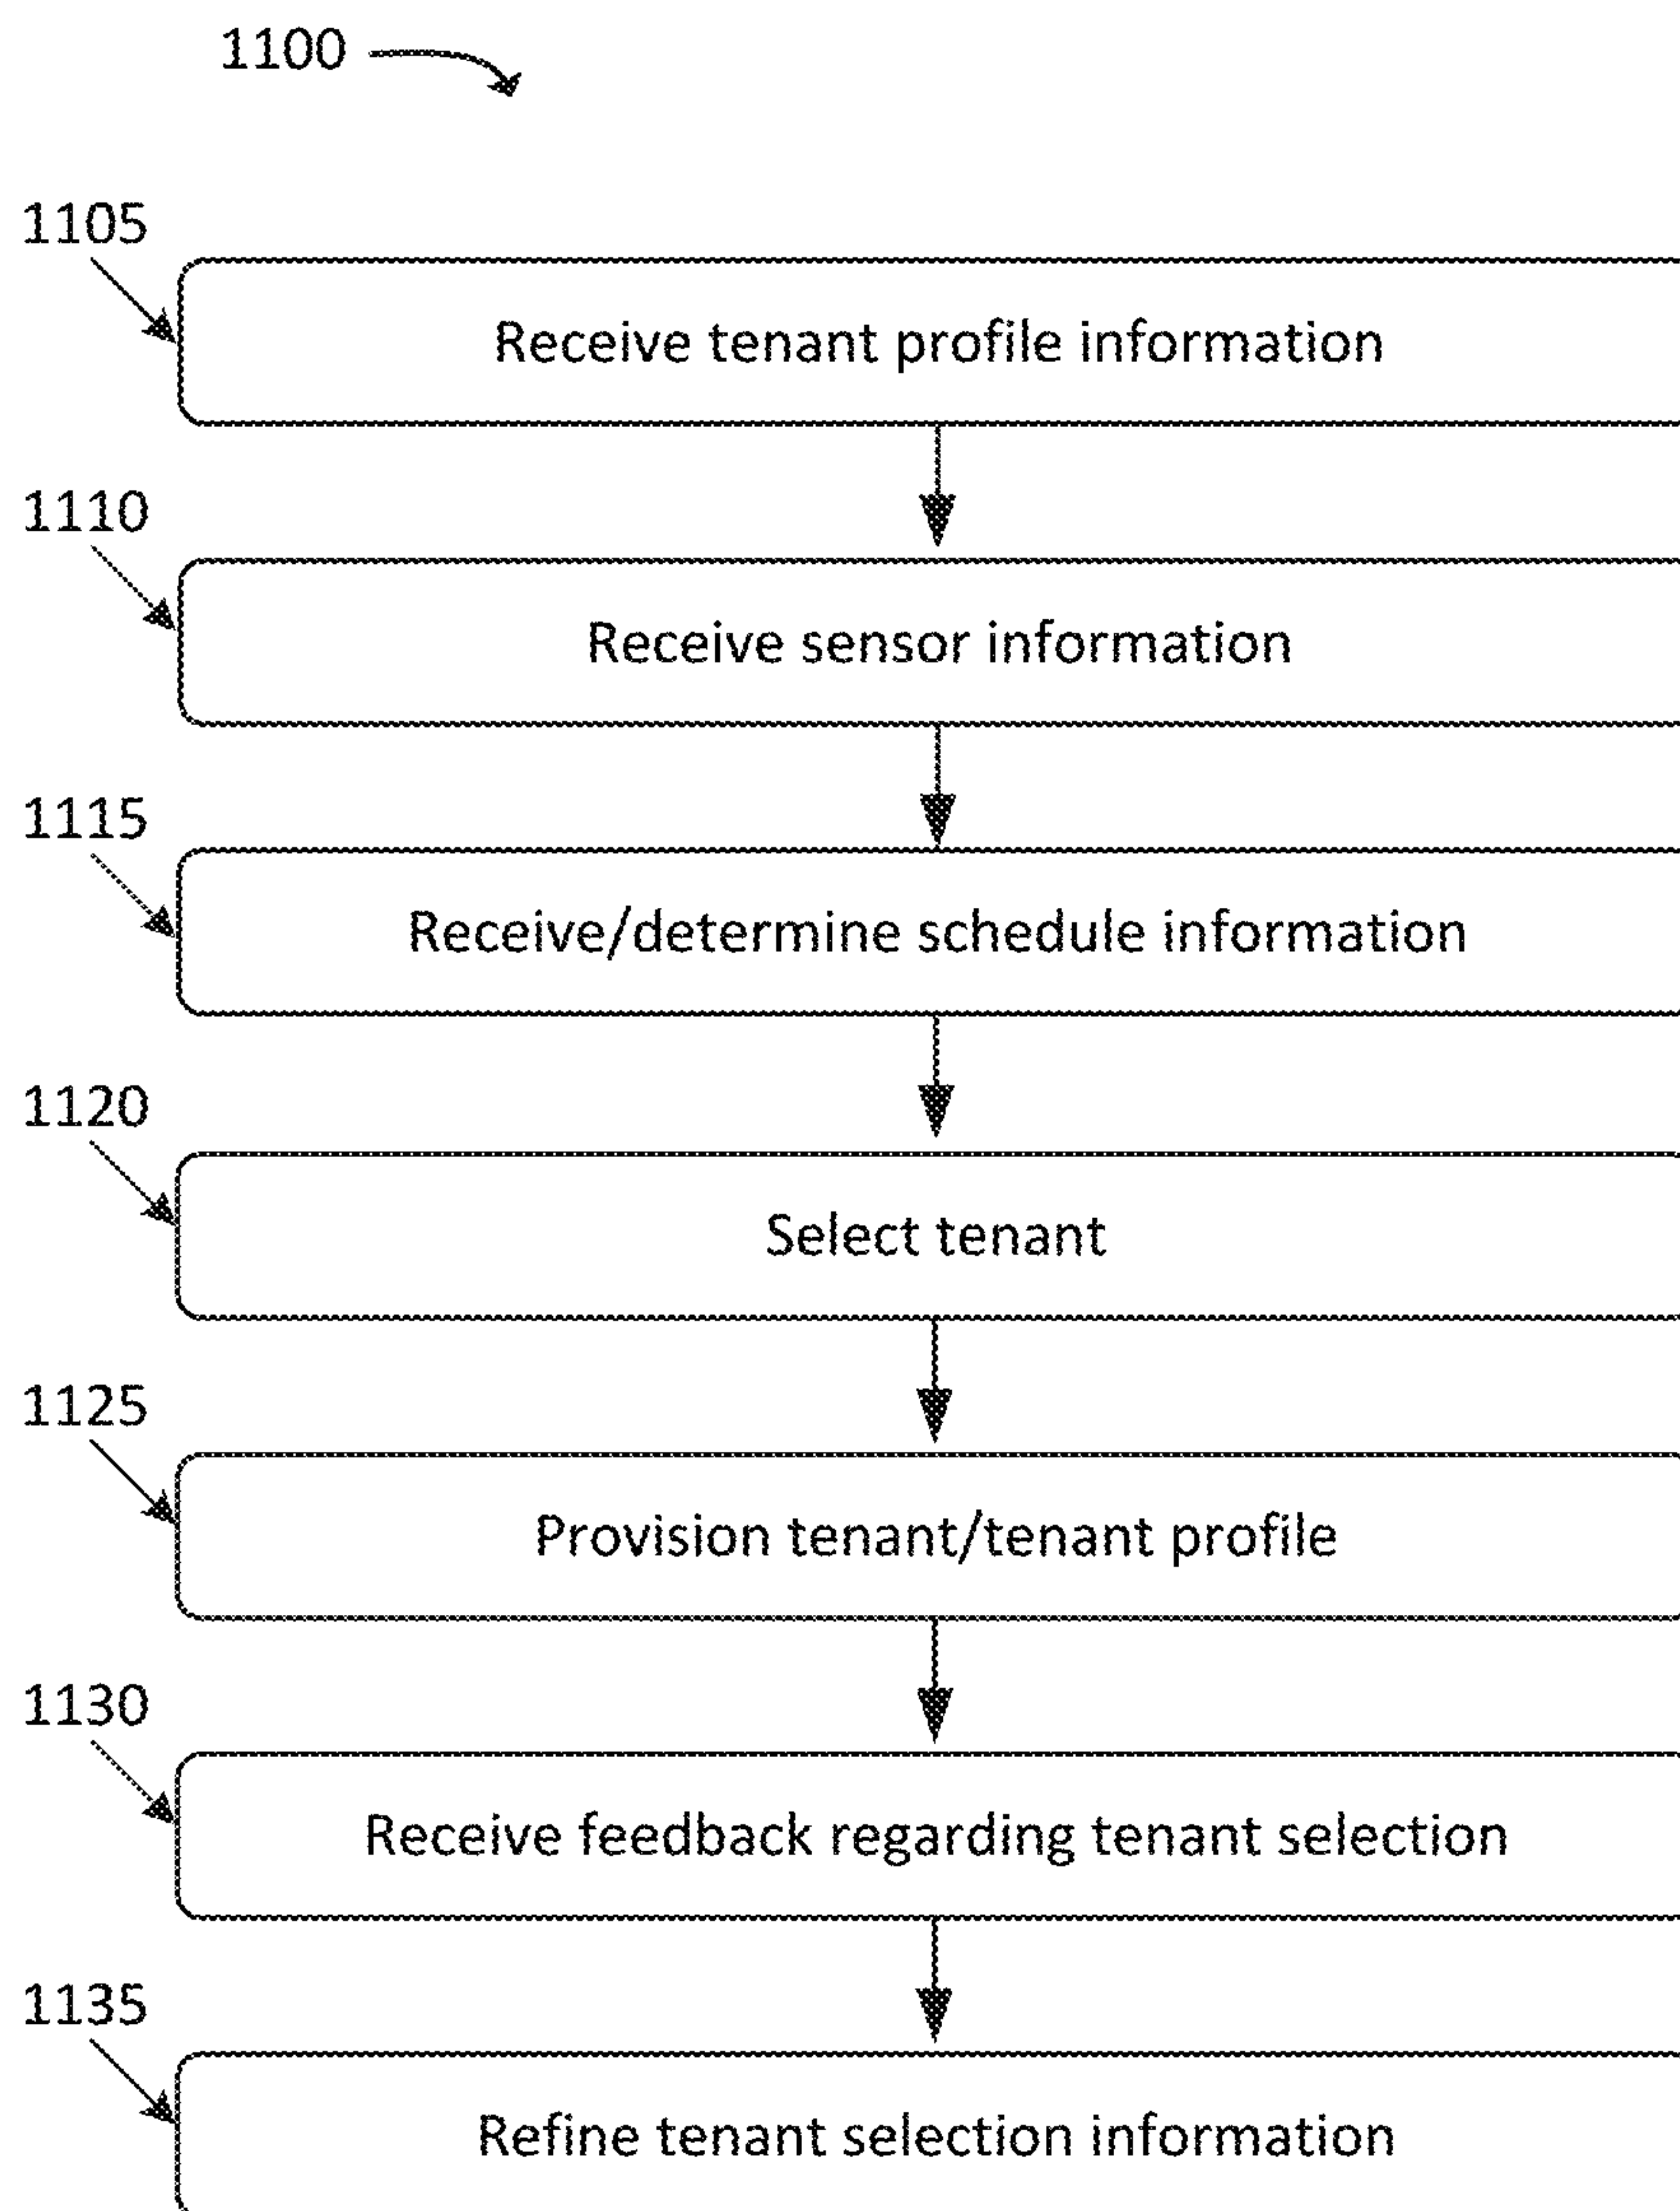 1100
1105
Receive tenant profile information
1110
Receive sensor information
1115
Receive/determine schedule information
1120
Select tenant
1125
Provision tenant/tenant profile
1130
Receive feedback regarding tenant selection
1135
Refine tenant selection information